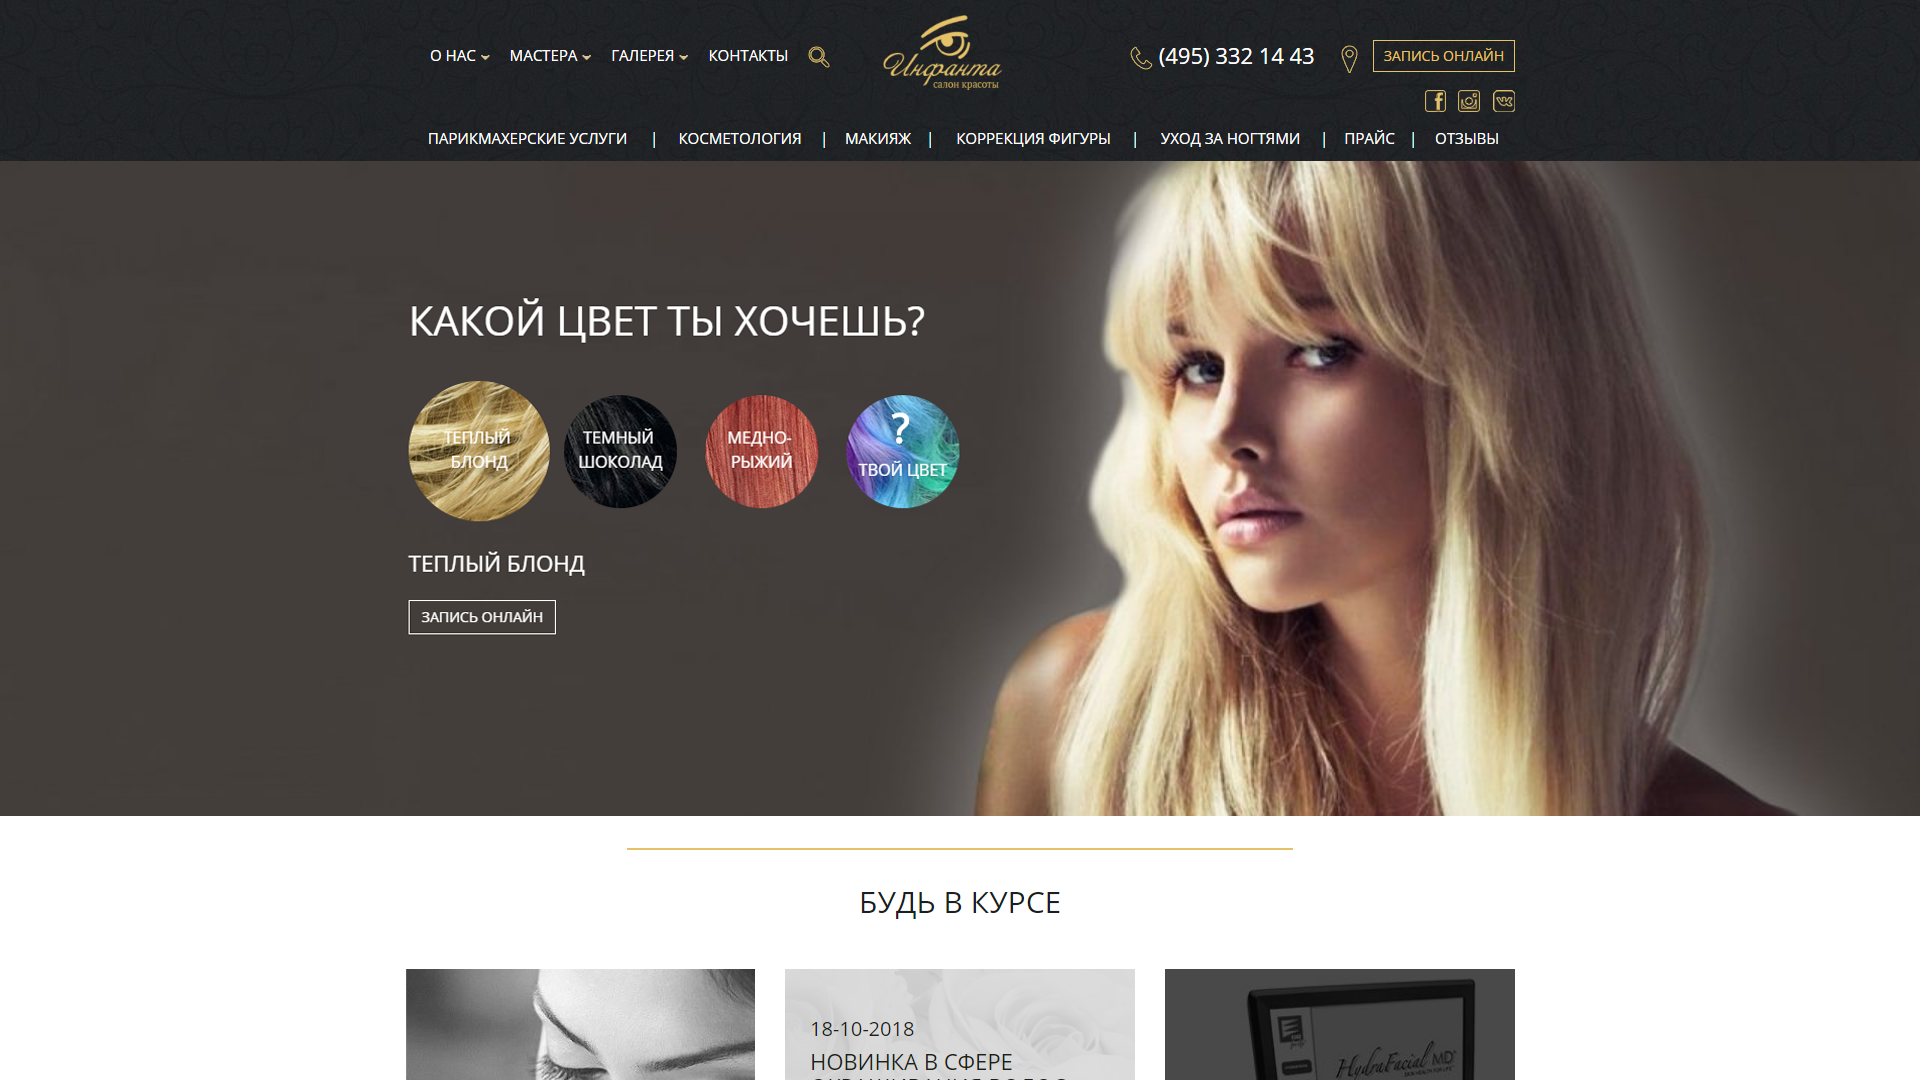 О НАС
МАСТЕРА
ГАЛЕРЕЯ
КОНТАКТЫ
Инфанта
салон красоты
(495) 332 14 43
ЗАПИСЬ ОНЛАЙН
ПАРИКМАХЕРСКИЕ УСЛУГИ | КОСМЕТОЛОГИЯ | МАКИЯЖ | КОРРЕКЦИЯ ФИГУРЫ | УХОД ЗА НОГТЯМИ | ПРАЙС | ОТЗЫВЫ
КАКОЙ ЦВЕТ ТЫ ХОЧЕШЬ?
ТЕПЛЫЙ
БЛОНД
ТЕМНЫЙ
ШОКОЛАД
МЕДНО-
РЫЖИЙ
?
ТВОЙ ЦВЕТ
ТЕПЛЫЙ БЛОНД
ЗАПИСЬ ОНЛАЙН
БУДЬ В КУРСЕ
18-10-2018
НОВИНКА В СФЕРЕ
ОКРАШИВАНИЯ ВОЛОС
HydraFacial MD